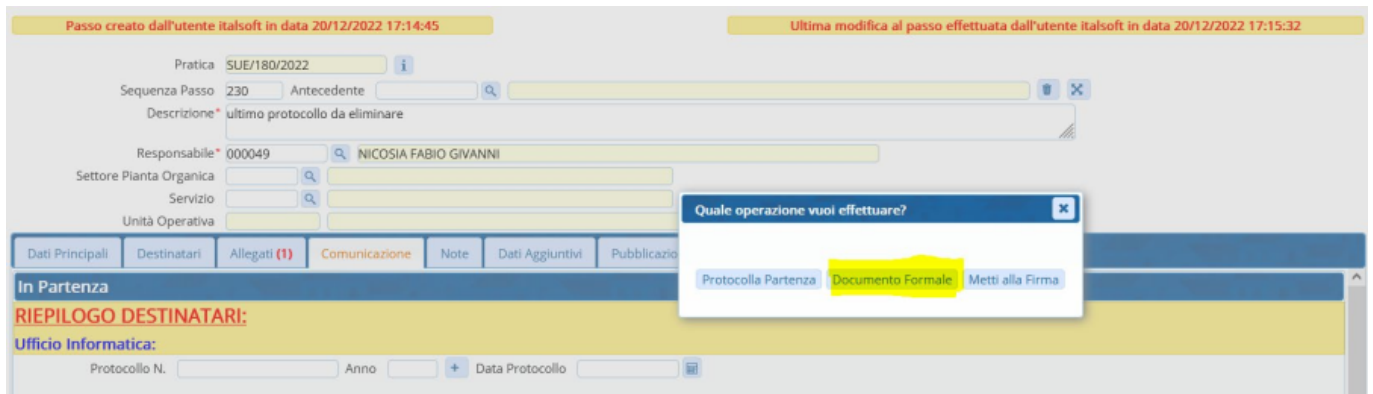 Passo creato dall'utente italsoft in data 20/12/2022 17:14:45 Ultima modifica al passo effettuata dall'utente italsoft in data 20/12/2022 17:15:32
Pratica SUE/180/2022 i
Sequenza Passo 230 Antecedente
Descrizione* ultimo protocollo da eliminare
Responsabile* 000049 NICOSIA FABIO GIVANNI
Settore Pianta Organica
Servizio
Unità Operativa
Quale operazione vuoi effettuare?
Protocolla Partenza Documento Formale Metti alla Firma
Dati Principali Destinatari Allegati (1) Comunicazione Note Dati Aggiuntivi Pubblicazio
In Partenza
RIEPILOGO DESTINATARI:
Ufficio Informatica:
Protocollo N. Anno + Data Protocollo